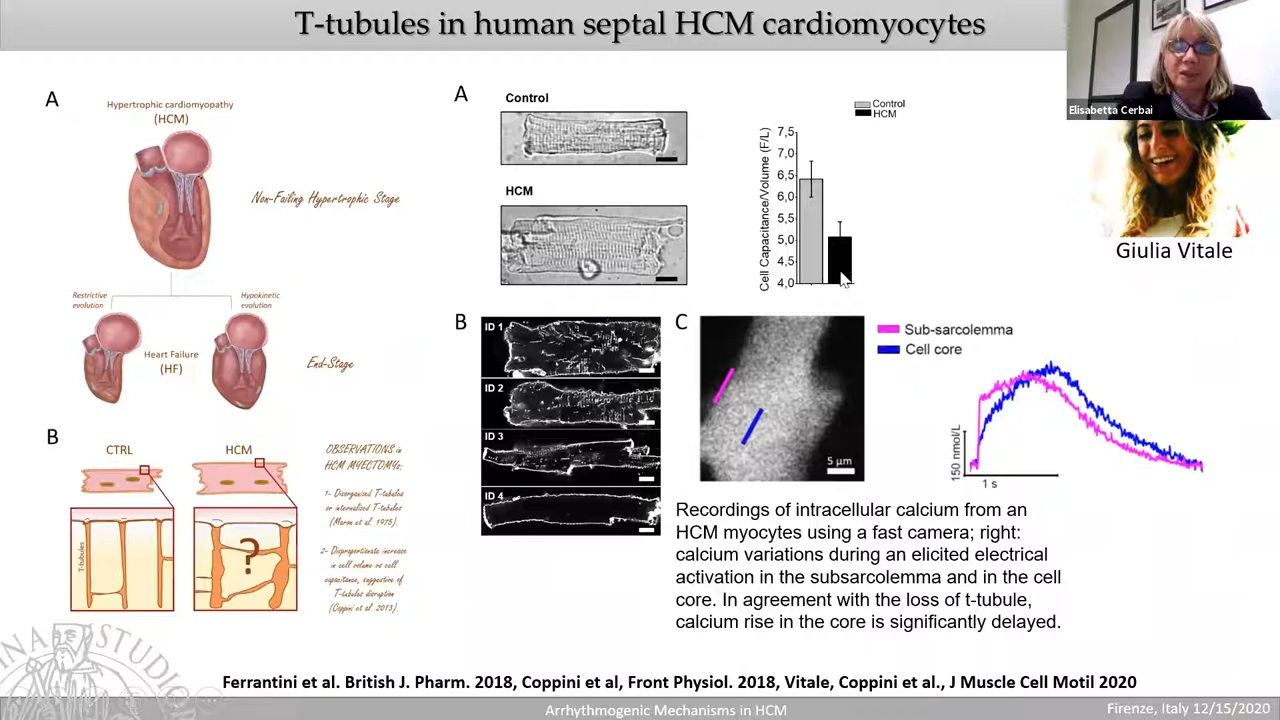 T-tubules in human septal HCM cardiomyocytes
Elisabetta Cerbai
Giulia Vitale
A
Hypertrophic cardiomyopathy
(HCM)
Non-Failing Hypertrophic Stage
Restrictive
evolution
Hypokinetic
evolution
Heart Failure
(HF)
End-Stage
B
CTRL
HCM
T-tubules
?
OBSERVATIONS in
HCM MYECTOMY:
1- Disorganised T-tubules
or internalized T-tubules
(Maron et al. 1975).
2- Disproportionate increase
in cell volume vs cell
capacitance, suggestive of
T-tubules disruption
(Coppini et al. 2013).
A
Control
HCM
Control
HCM
Cell Capacitance/Volume (F/L)
7,5
7,0
6,5
6,0
5,5
5,0
4,5
4,0
B
ID 1
ID 2
ID 3
ID 4
C
5 µm
Sub-sarcolemma
Cell core
150 nmol/L
1 s
Recordings of intracellular calcium from an
HCM myocytes using a fast camera; right:
calcium variations during an elicited electrical
activation in the subsarcolemma and in the cell
core. In agreement with the loss of t-tubule,
calcium rise in the core is significantly delayed.
Ferrantini et al. British J. Pharm. 2018, Coppini et al, Front Physiol. 2018, Vitale, Coppini et al., J Muscle Cell Motil 2020
Arrhythmogenic Mechanisms in HCM
Firenze, Italy 12/15/2020